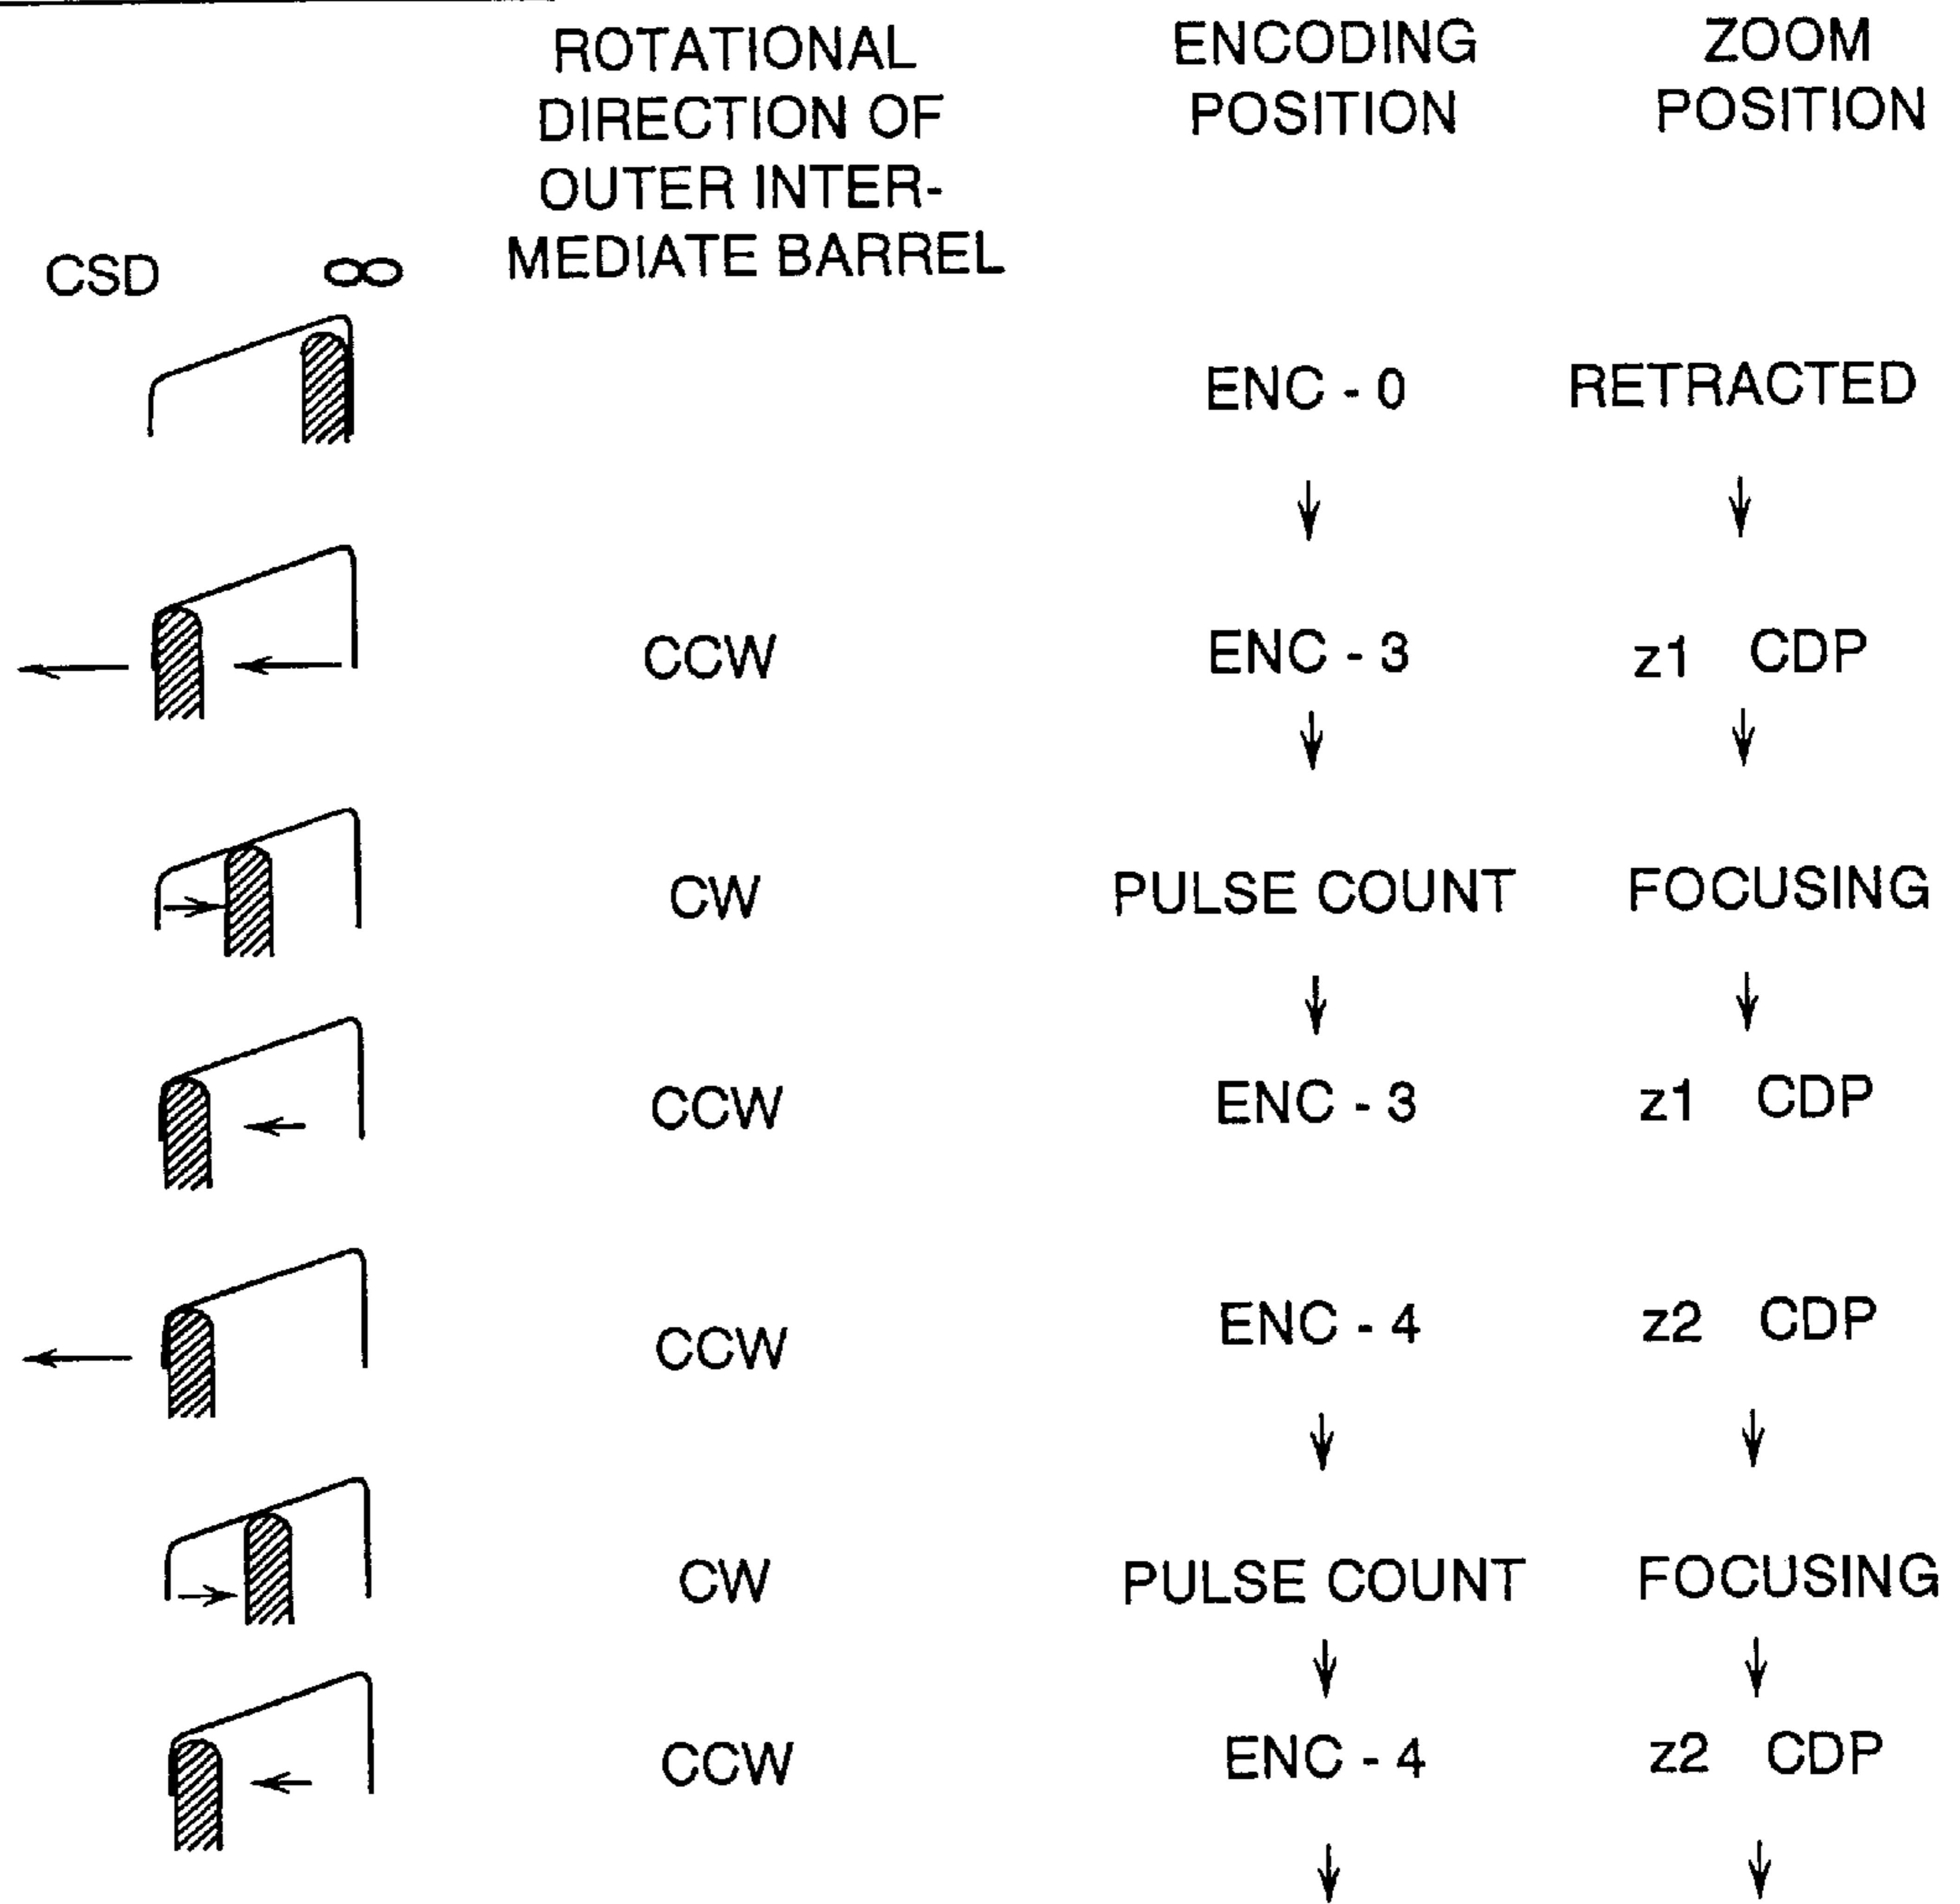 ROTATIONAL
DIRECTION OF
OUTER INTER-
MEDIATE BARREL
ENCODING
POSITION
ZOOM
POSITION
CSD ∞
ENC - 0 RETRACTED
CCW ENC - 3 z1 CDP
CW PULSE COUNT FOCUSING
CCW ENC - 3 z1 CDP
CCW ENC - 4 z2 CDP
CW PULSE COUNT FOCUSING
CCW ENC - 4 z2 CDP